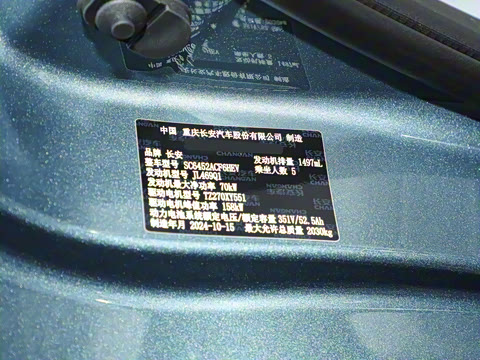 中国 重庆长安汽车股份有限公司 制造
品牌 长安
整车型号 SC6452ACP6HEV 发动机排量 1497mL
发动机型号 JL469Q1 乘坐人数 5
发动机最大净功率 70kW
驱动电机型号 TZ270XY551
驱动电机峰值功率 158kW
动力电池系统额定电压/额定容量 351V/52.5Ah
制造年月 2024-10-15 最大允许总质量 2030kg